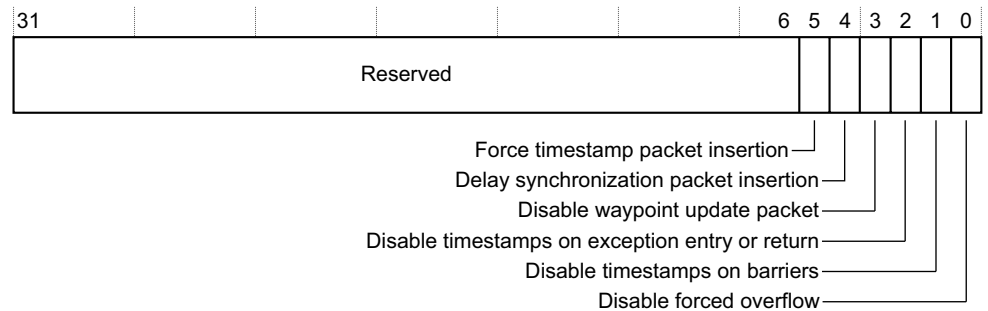 31 6 5 4 3 2 1 0
Reserved
Force timestamp packet insertion
Delay synchronization packet insertion
Disable waypoint update packet
Disable timestamps on exception entry or return
Disable timestamps on barriers
Disable forced overflow